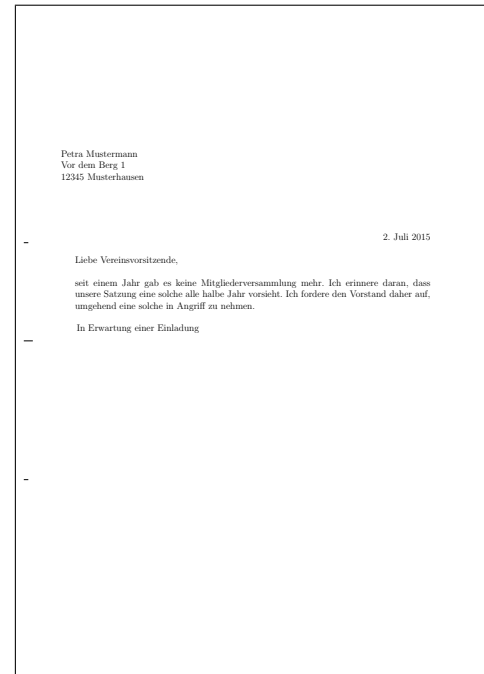 Petra Mustermann
Vor dem Berg 1
12345 Musterhausen
2. Juli 2015
Liebe Vereinsvorsitzende,
seit einem Jahr gab es keine Mitgliederversammlung mehr. Ich erinnere daran, dass
unsere Satzung eine solche alle halbe Jahr vorsieht. Ich fordere den Vorstand daher auf,
umgehend eine solche in Angriff zu nehmen.
In Erwartung einer Einladung